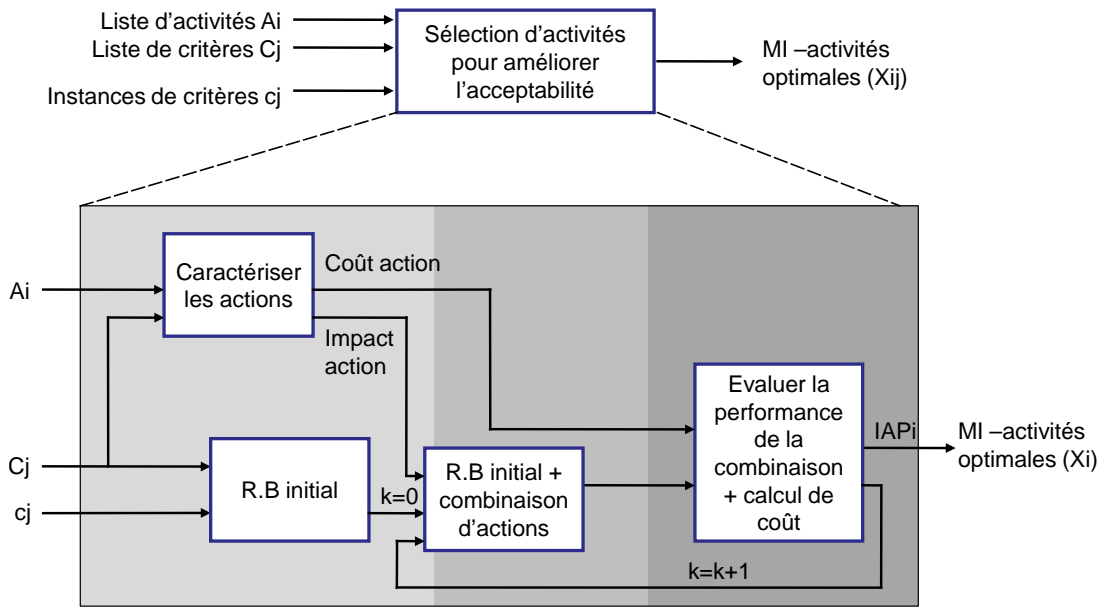 Liste d'activités Ai
Liste de critères Cj
Instances de critères cj
Sélection d'activités
pour améliorer
l'acceptabilité
MI –activités
optimales (Xij)
Ai
Caractériser
les actions
Coût action
Impact
action
Cj
cj
R.B initial
k=0
R.B initial +
combinaison
d'actions
Evaluer la
performance
de la
combinaison
+ calcul de
coût
IAPi
MI –activités
optimales (Xi)
k=k+1